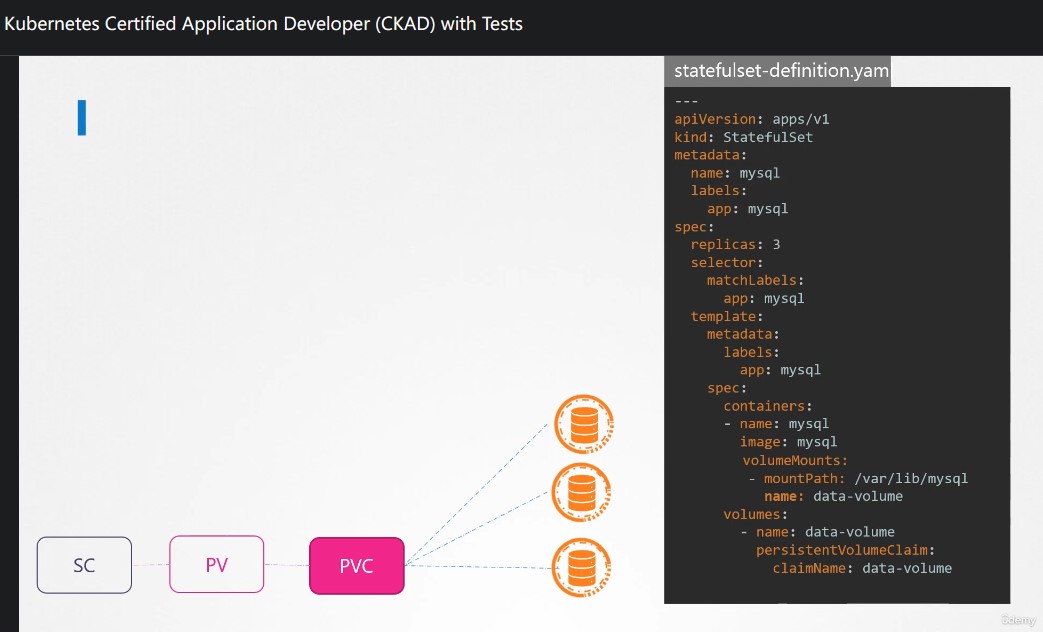 Kubernetes Certified Application Developer (CKAD) with Tests
statefulset-definition.yam
---
apiVersion: apps/v1
kind: StatefulSet
metadata:
  name: mysql
  labels:
    app: mysql
spec:
  replicas: 3
  selector:
    matchLabels:
      app: mysql
  template:
    metadata:
      labels:
        app: mysql
    spec:
      containers:
      - name: mysql
        image: mysql
        volumeMounts:
         - mountPath: /var/lib/mysql
           name: data-volume
      volumes:
        - name: data-volume
          persistentVolumeClaim:
            claimName: data-volume
SC
PV
PVC
ûdemy